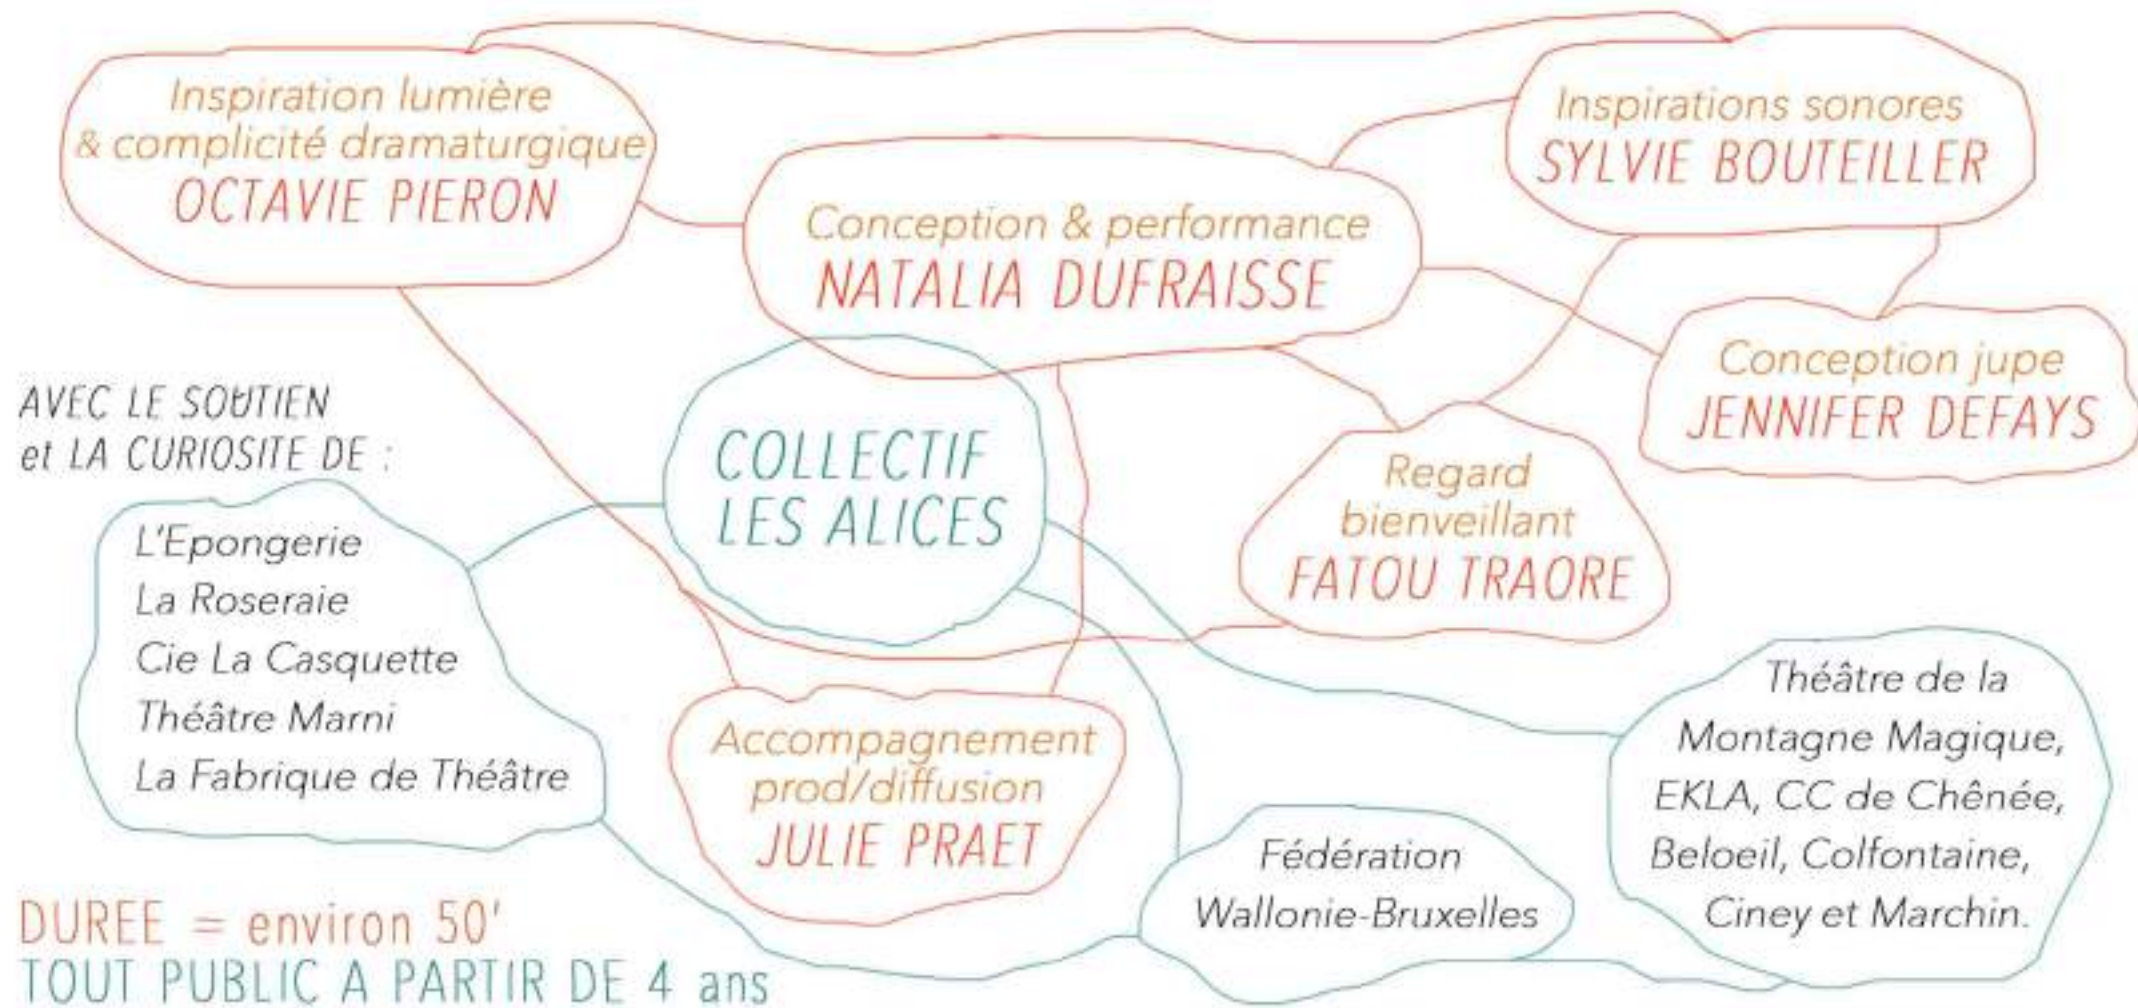 Inspiration lumière
& complicité dramaturgique
OCTAVIE PIERON
Inspirations sonores
SYLVIE BOUTEILLER
Conception & performance
NATALIA DUFRAISSE
Conception jupe
JENNIFER DEFAYS
AVEC LE SOUTIEN
et LA CURIOSITE DE :
COLLECTIF
LES ALICES
Regard
bienveillant
FATOU TRAORE
L'Epongerie
La Roseraie
Cie La Casquette
Théâtre Marni
La Fabrique de Théâtre
Accompagnement
prod/diffusion
JULIE PRAET
Fédération
Wallonie-Bruxelles
Théâtre de la
Montagne Magique,
EKLA, CC de Chênée,
Beloeil, Colfontaine,
Ciney et Marchin.
DUREE = environ 50'
TOUT PUBLIC A PARTIR DE 4 ans